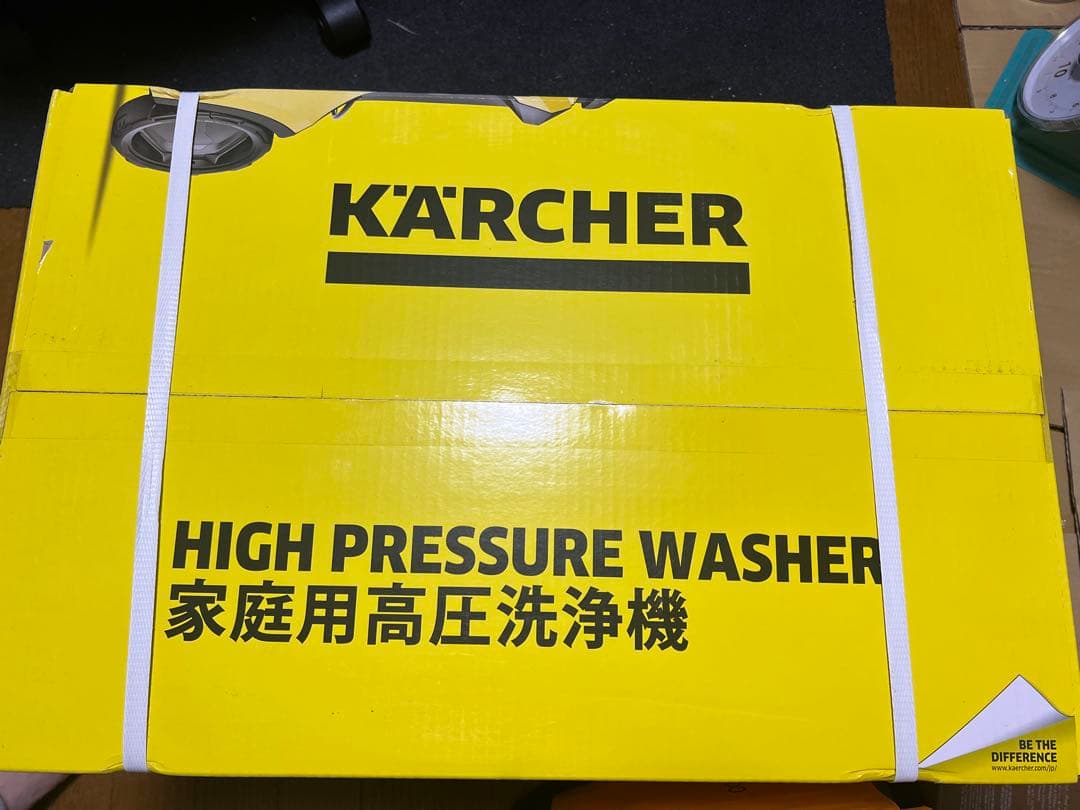 10
KÄRCHER
HIGH PRESSURE WASHER
家庭用高圧洗浄機
BE THE
DIFFERENCE
www.kaercher.com/jp/